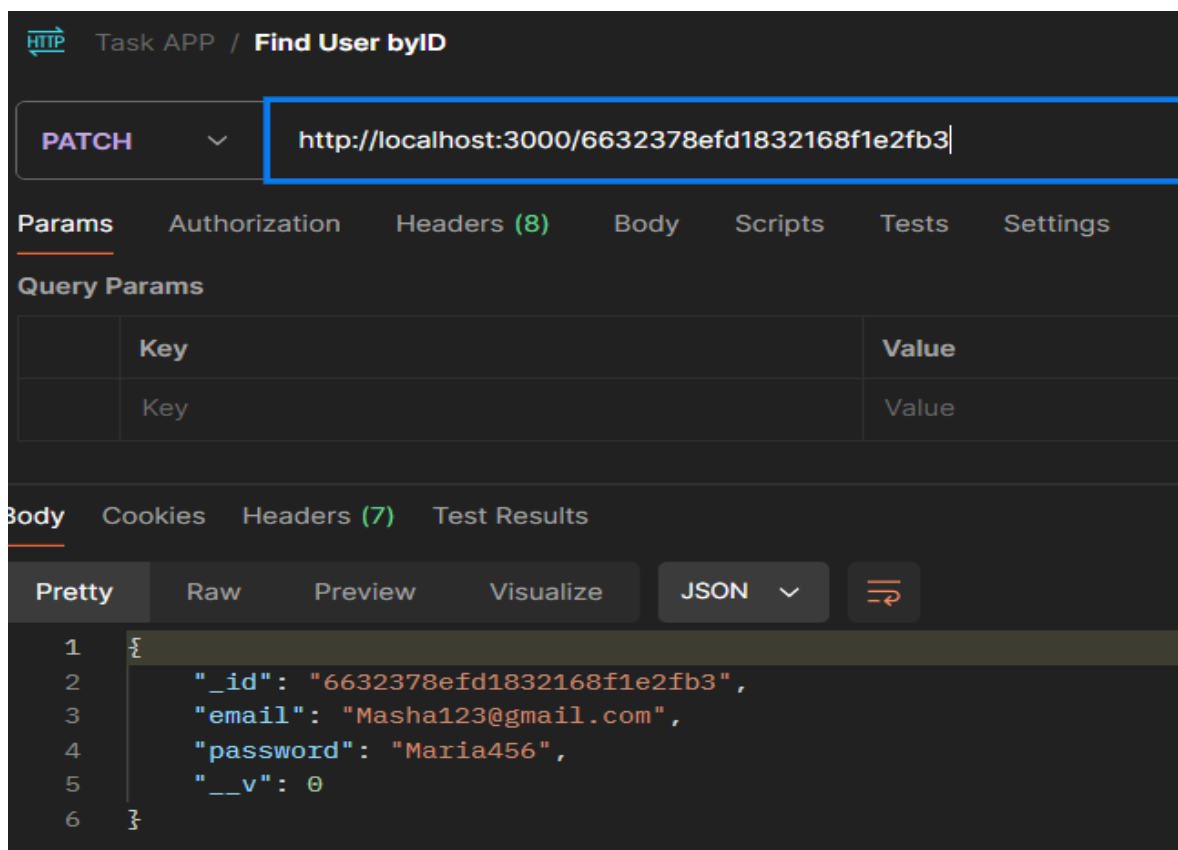 HTTP Task APP / Find User byID
PATCH http://localhost:3000/6632378efd1832168f1e2fb3
Params Authorization Headers (8) Body Scripts Tests Settings
Query Params
Key Value
Key Value
Body Cookies Headers (7) Test Results
Pretty Raw Preview Visualize JSON
1 {
2 "_id": "6632378efd1832168f1e2fb3",
3 "email": "Masha123@gmail.com",
4 "password": "Maria456",
5 "__v": 0
6 }